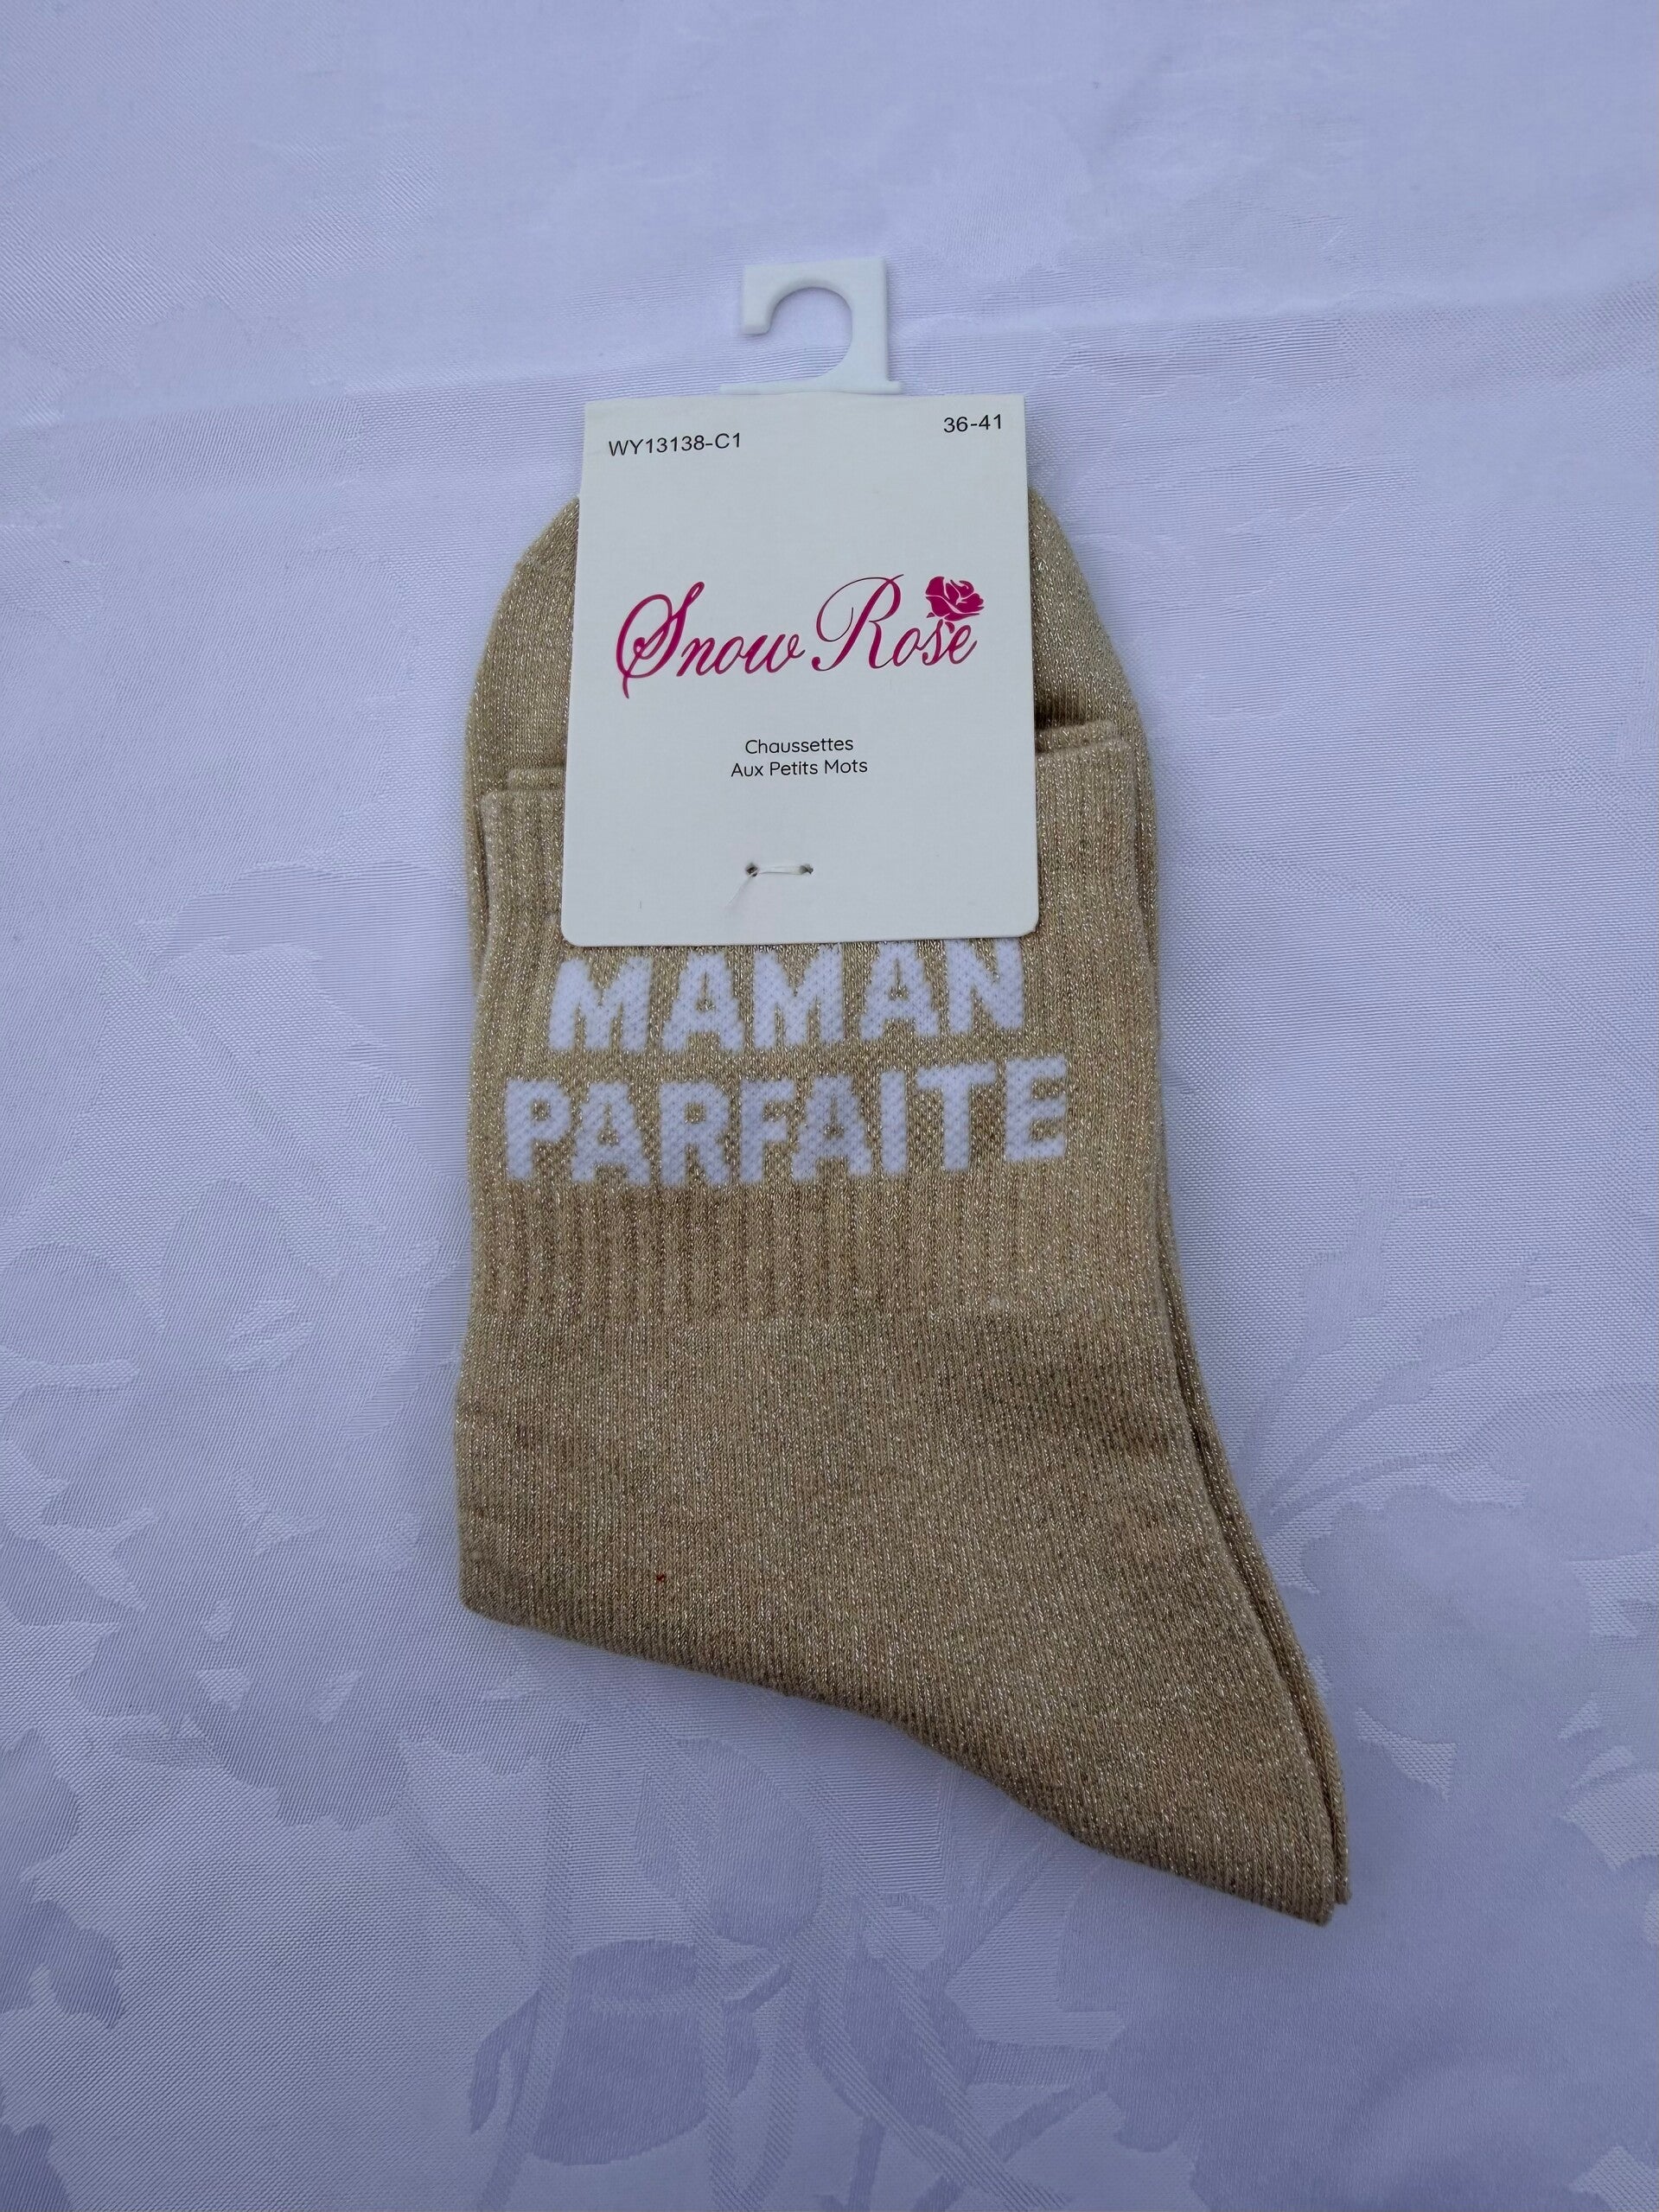 WY13138-C1
36-41
Snow Rose
Chaussettes
Aux Petits Mots
MAMAN
PARFAITE